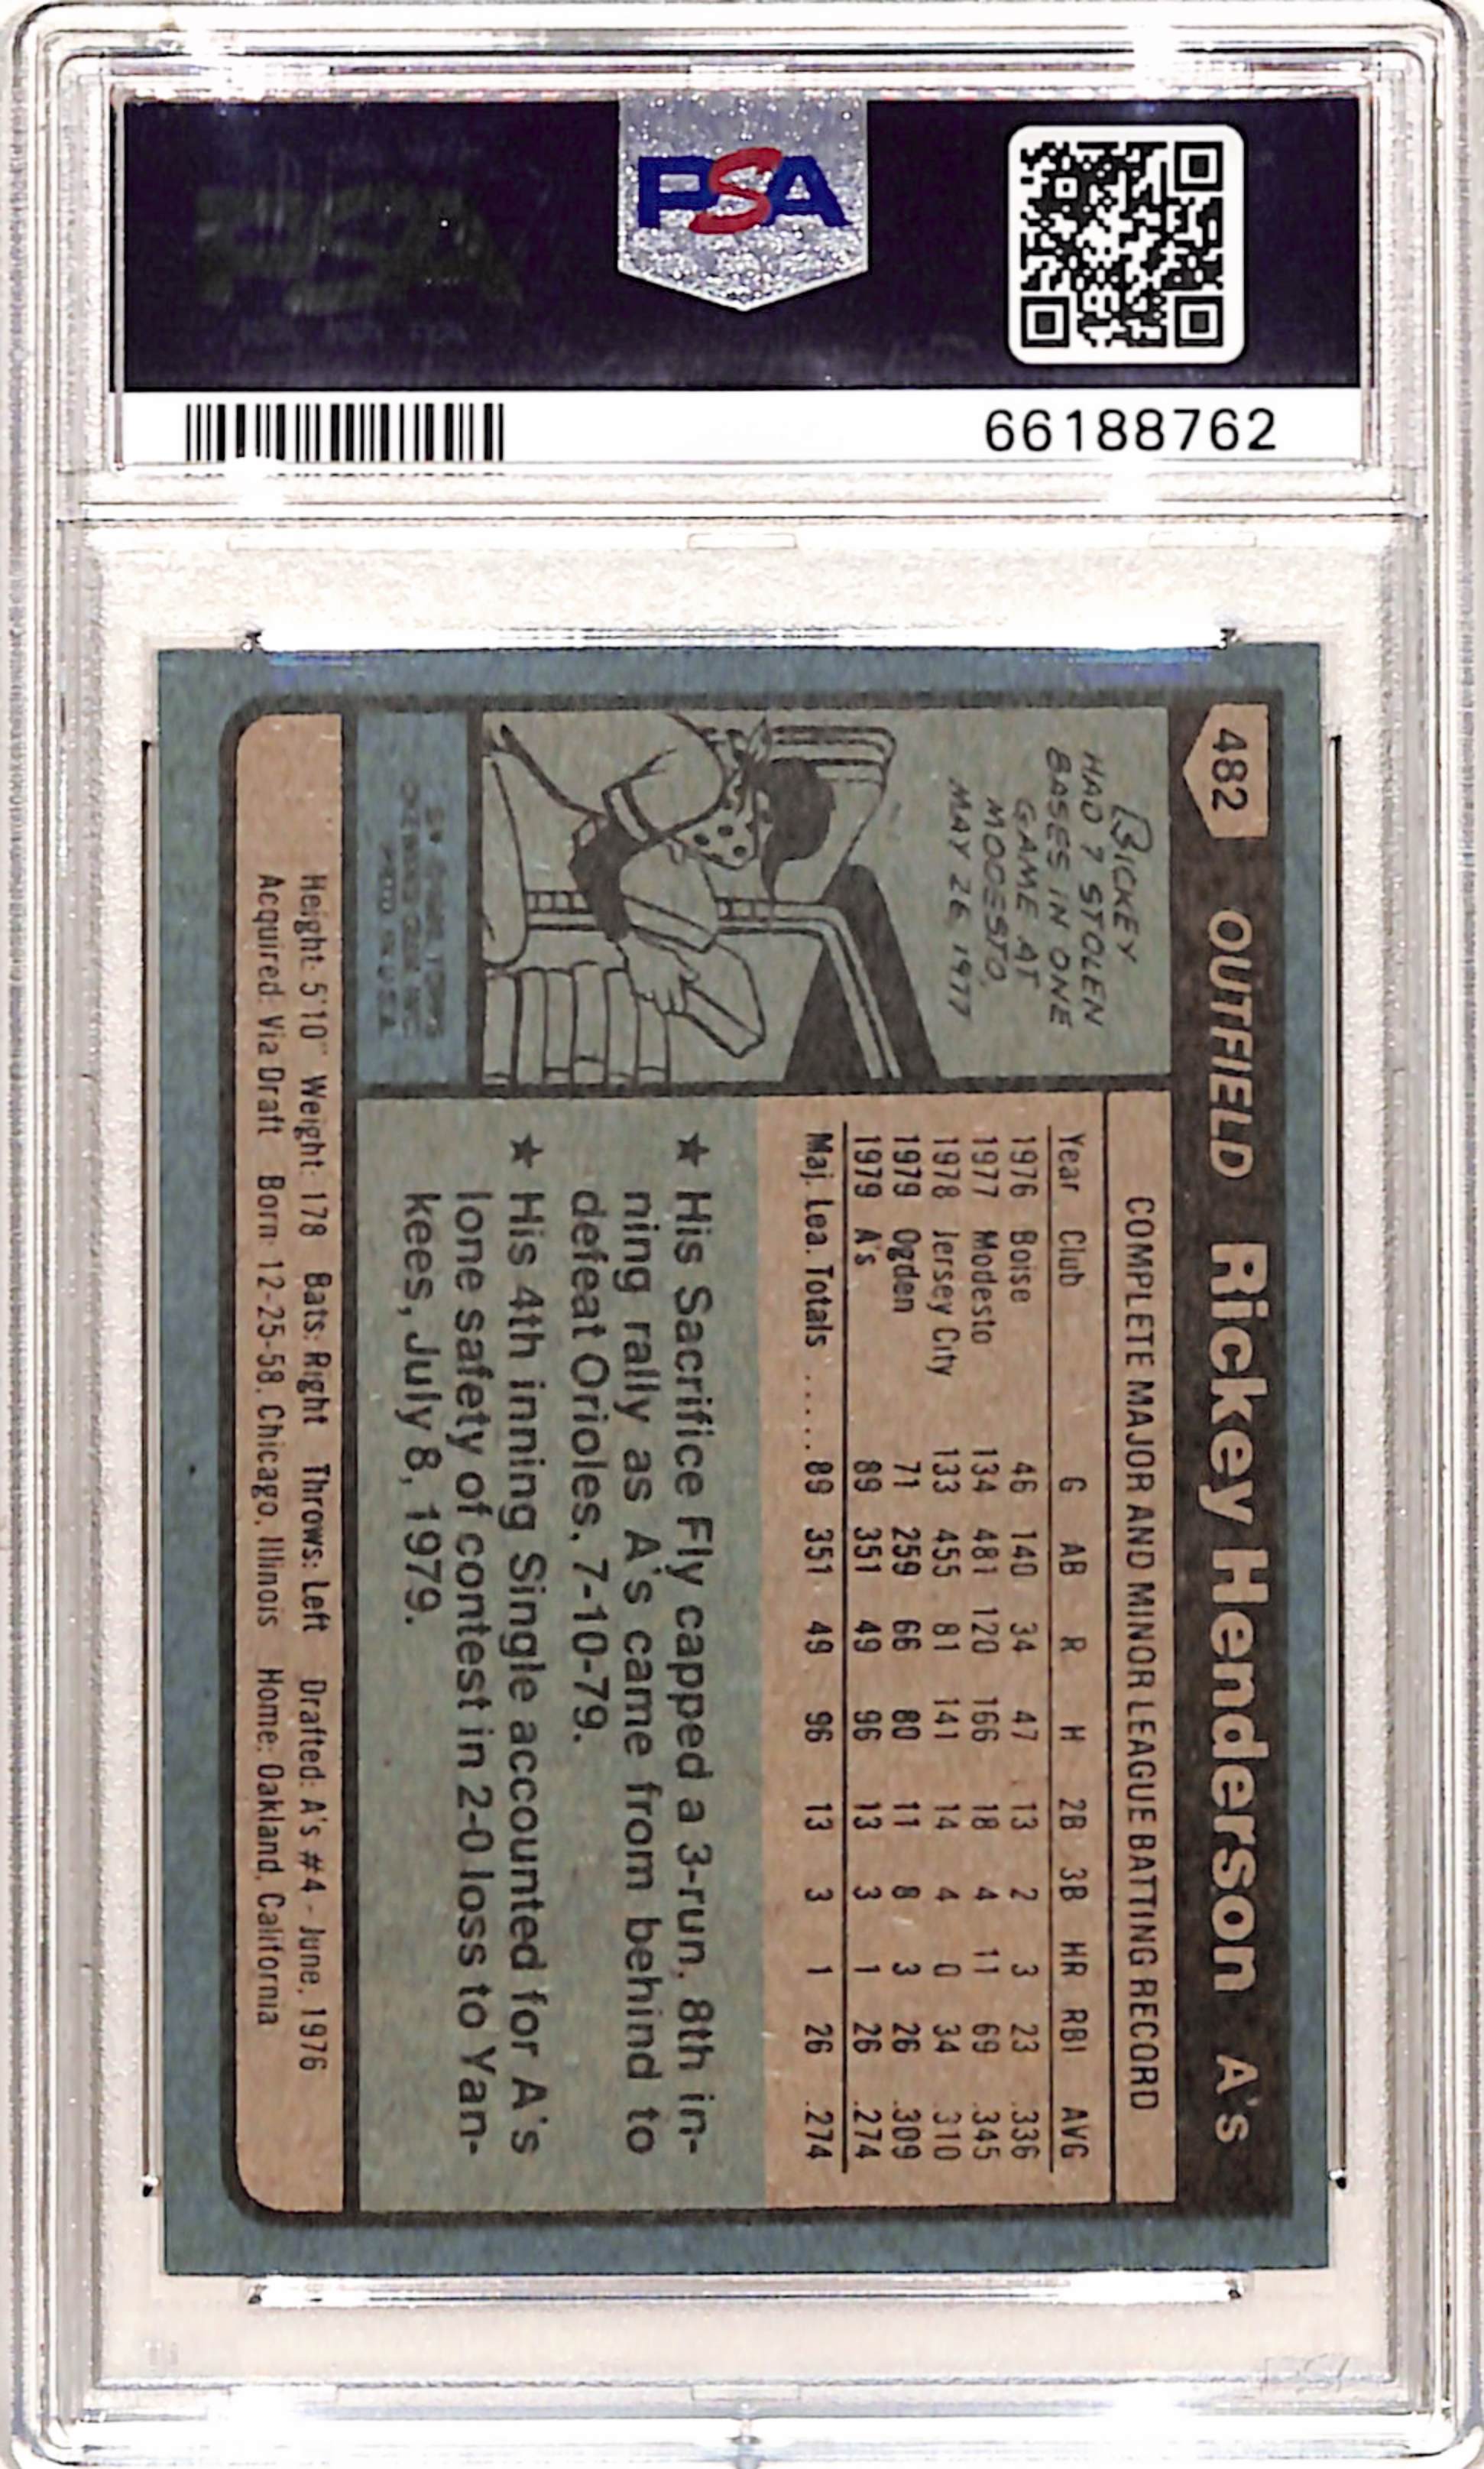 PSA
66188762
482 OUTFIELD Rickey Henderson A's
RICKEY
HAD 7 STOLEN
BASES IN ONE
GAME AT
MODESTO,
MAY 26, 1977
COMPLETE MAJOR AND MINOR LEAGUE BATTING RECORD
Year Club G AB R H 2B 3B HR RBI AVG
1976 Boise 46 140 34 47 13 2 3 23 .336
1977 Modesto 134 481 120 166 18 4 11 69 .345
1978 Jersey City 133 455 81 141 14 4 0 34 .310
1979 Ogden 71 259 66 80 11 8 3 26 .309
1979 A's 89 351 49 96 13 3 1 26 .274
Maj. Lea. Totals ..... 89 351 49 96 13 3 1 26 .274
★ His Sacrifice Fly capped a 3-run, 8th in-
ning rally as A's came from behind to
defeat Orioles, 7-10-79.
★ His 4th inning Single accounted for A's
lone safety of contest in 2-0 loss to Yan-
kees, July 8, 1979.
Height: 5'10" Weight: 178 Bats: Right Throws: Left Drafted: A's #4 - June, 1976
Acquired: Via Draft Born: 12-25-58, Chicago, Illinois Home: Oakland, California